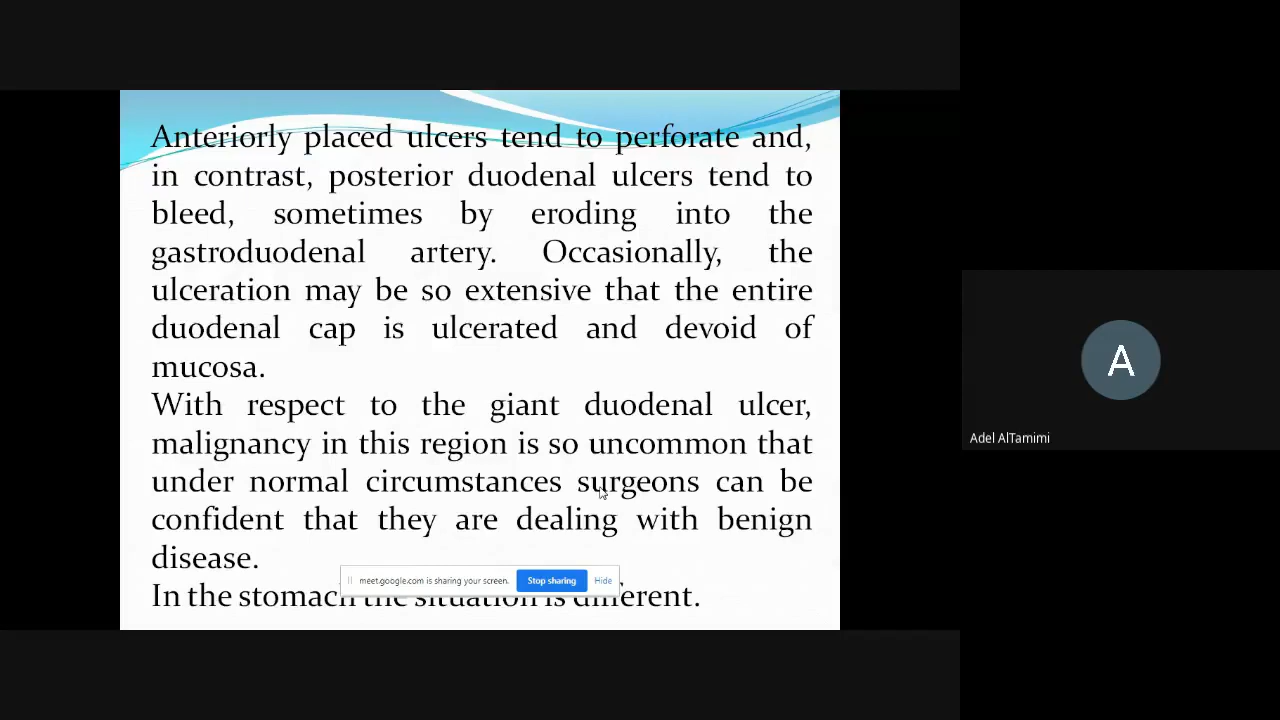 Anteriorly placed ulcers tend to perforate and,
in contrast, posterior duodenal ulcers tend to
bleed, sometimes by eroding into the
gastroduodenal artery. Occasionally, the
ulceration may be so extensive that the entire
duodenal cap is ulcerated and devoid of
mucosa.
With respect to the giant duodenal ulcer,
malignancy in this region is so uncommon that
under normal circumstances surgeons can be
confident that they are dealing with benign
disease.
In the stomach the situation is different.
meet.google.com is sharing your screen. Stop sharing Hide
A
Adel AlTamimi